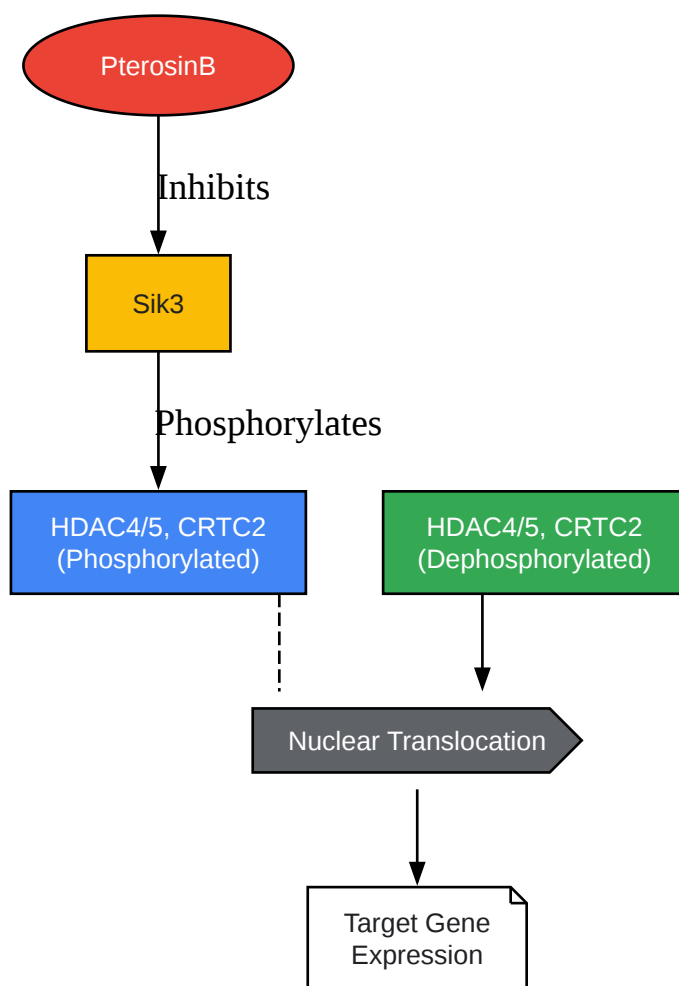 PterosinB
Inhibits
Sik3
Phosphorylates
HDAC4/5, CRTC2
(Phosphorylated)
HDAC4/5, CRTC2
(Dephosphorylated)
Nuclear Translocation
Target Gene
Expression